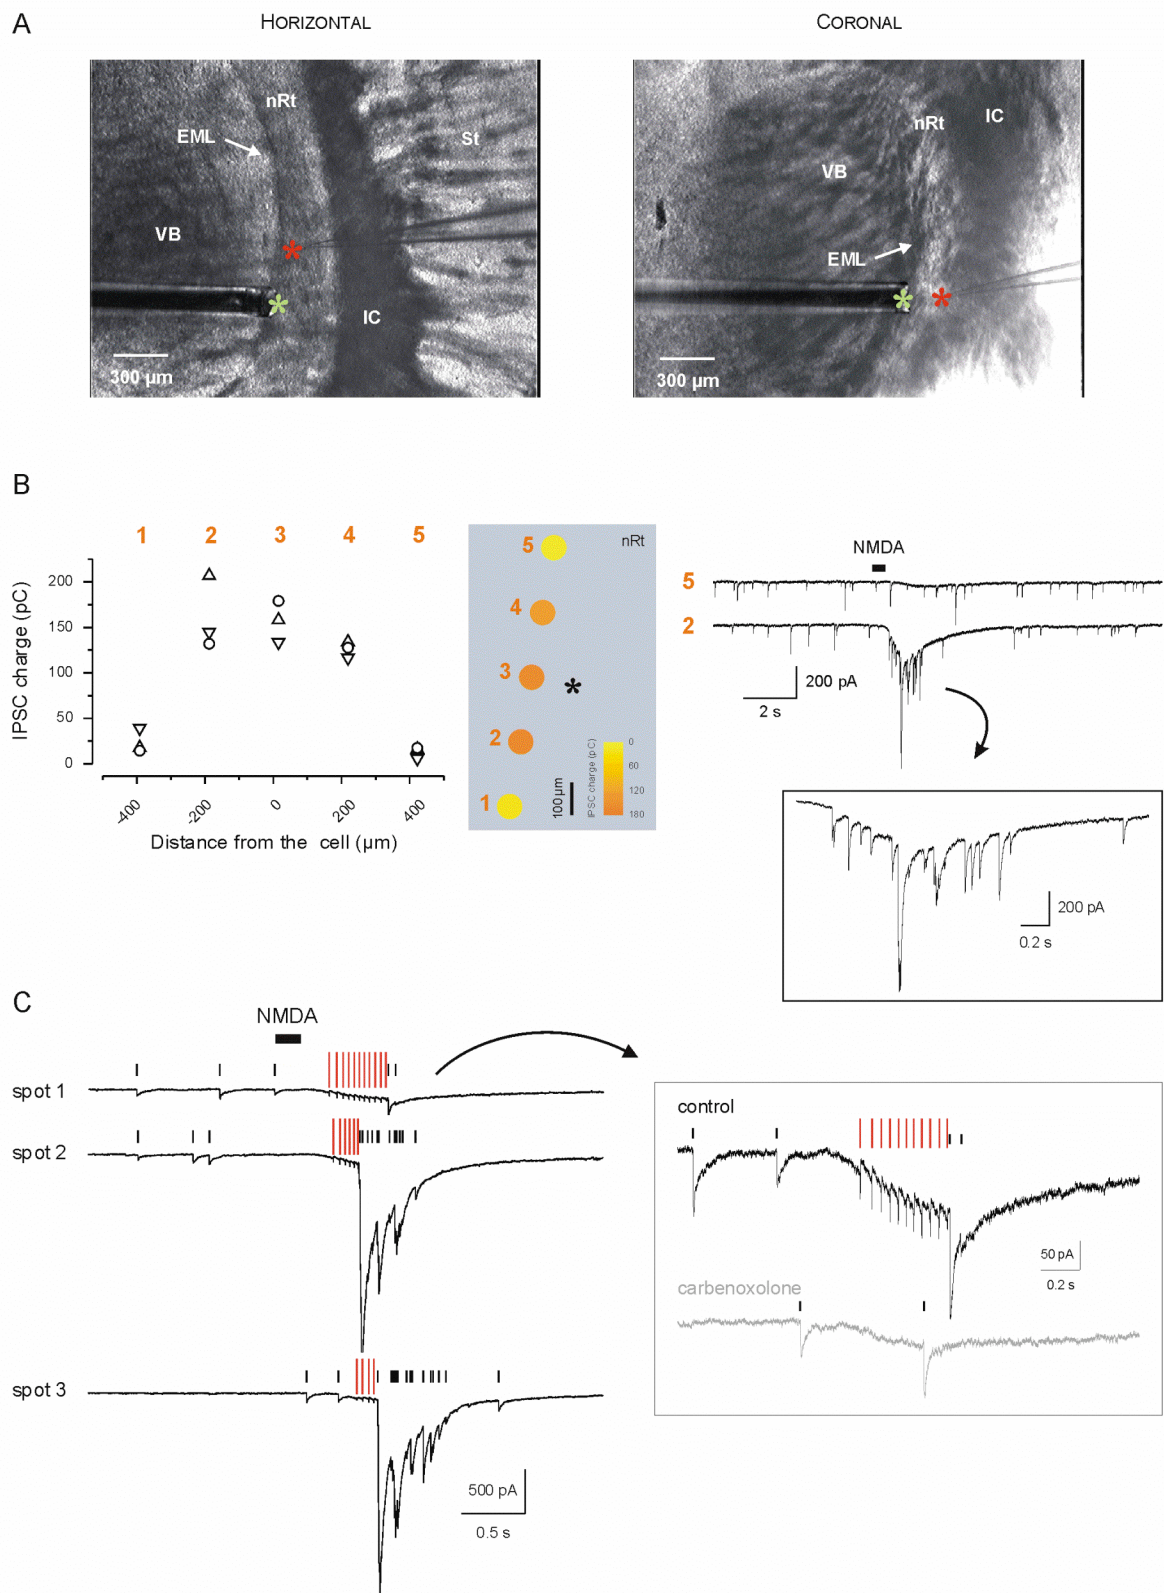 A
HORIZONTAL
CORONAL
nRt
EML
St
VB
IC
300 µm
nRt
IC
VB
EML
300 µm
B
1 2 3 4 5
IPSC charge (pC)
200
150
100
50
0
-400 -200 0 200 400
Distance from the cell (µm)
nRt
5
4
3
*
2
1
100 µm
IPSC charge (pC)
0
60
120
180
NMDA
5
2
200 pA
2 s
200 pA
0.2 s
C
NMDA
spot 1
spot 2
spot 3
500 pA
0.5 s
control
50 pA
0.2 s
carbenoxolone